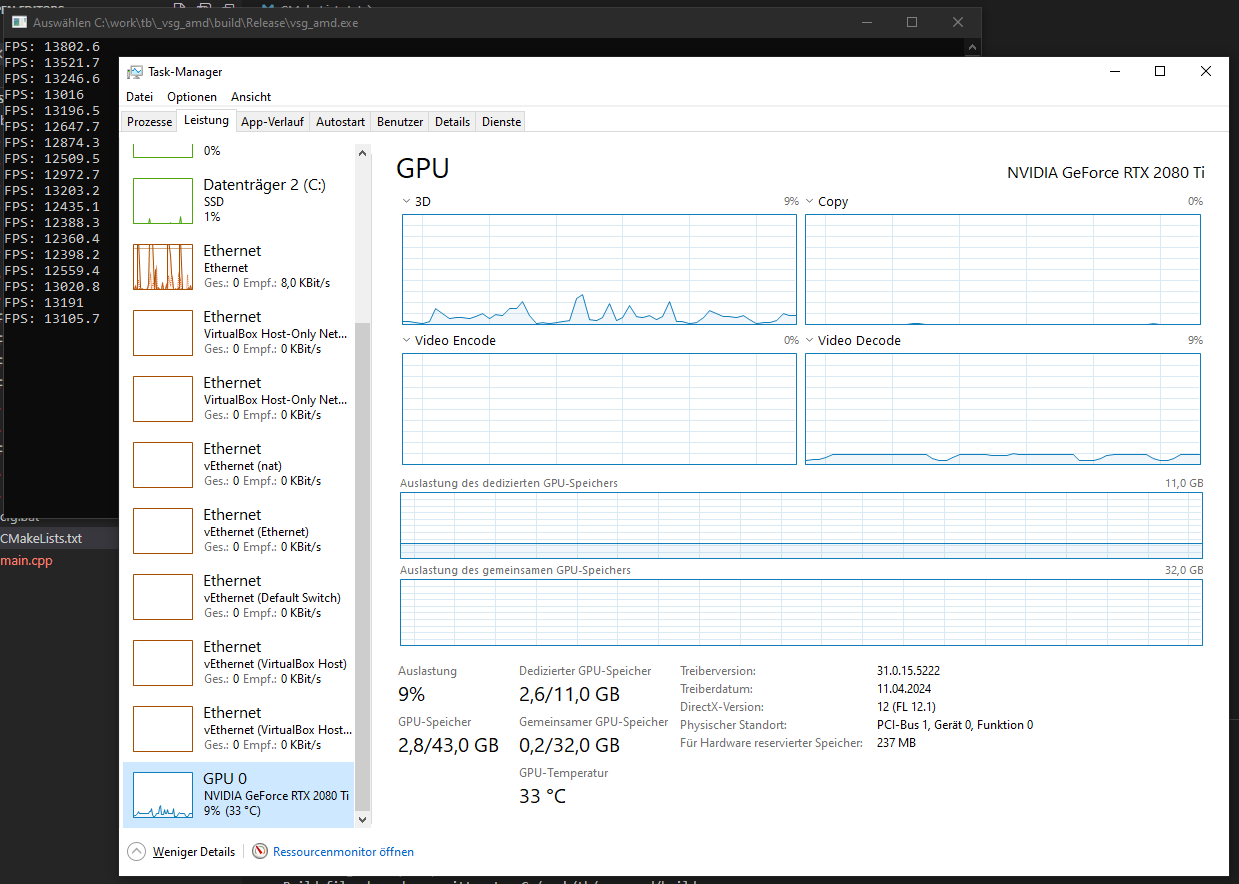 Auswählen C:\work\tb\_vsg_amd\build\Release\vsg_amd.exe
FPS: 13802.6
FPS: 13521.7
FPS: 13246.6
FPS: 13016
FPS: 13196.5
FPS: 12647.7
FPS: 12874.3
FPS: 12509.5
FPS: 12972.7
FPS: 13203.2
FPS: 12435.1
FPS: 12388.3
FPS: 12360.4
FPS: 12398.2
FPS: 12559.4
FPS: 13020.8
FPS: 13191
FPS: 13105.7
CMakeLists.txt
main.cpp
Task-Manager
Datei Optionen Ansicht
Prozesse Leistung App-Verlauf Autostart Benutzer Details Dienste
0%
Datenträger 2 (C:)
SSD
1%
Ethernet
Ethernet
Ges.: 0 Empf.: 8,0 KBit/s
Ethernet
VirtualBox Host-Only Net...
Ges.: 0 Empf.: 0 KBit/s
Ethernet
VirtualBox Host-Only Net...
Ges.: 0 Empf.: 0 KBit/s
Ethernet
vEthernet (nat)
Ges.: 0 Empf.: 0 KBit/s
Ethernet
vEthernet (Ethernet)
Ges.: 0 Empf.: 0 KBit/s
Ethernet
vEthernet (Default Switch)
Ges.: 0 Empf.: 0 KBit/s
Ethernet
vEthernet (VirtualBox Host)
Ges.: 0 Empf.: 0 KBit/s
Ethernet
vEthernet (VirtualBox Host...
Ges.: 0 Empf.: 0 KBit/s
GPU 0
NVIDIA GeForce RTX 2080 Ti
9% (33 °C)
GPU
NVIDIA GeForce RTX 2080 Ti
3D 9%
Copy 0%
Video Encode 0%
Video Decode 9%
Auslastung des dedizierten GPU-Speichers 11,0 GB
Auslastung des gemeinsamen GPU-Speichers 32,0 GB
Auslastung
9%
GPU-Speicher
2,8/43,0 GB
Dedizierter GPU-Speicher
2,6/11,0 GB
Gemeinsamer GPU-Speicher
0,2/32,0 GB
GPU-Temperatur
33 °C
Treiberversion: 31.0.15.5222
Treiberdatum: 11.04.2024
DirectX-Version: 12 (FL 12.1)
Physischer Standort: PCI-Bus 1, Gerät 0, Funktion 0
Für Hardware reservierter Speicher: 237 MB
Weniger Details
Ressourcenmonitor öffnen